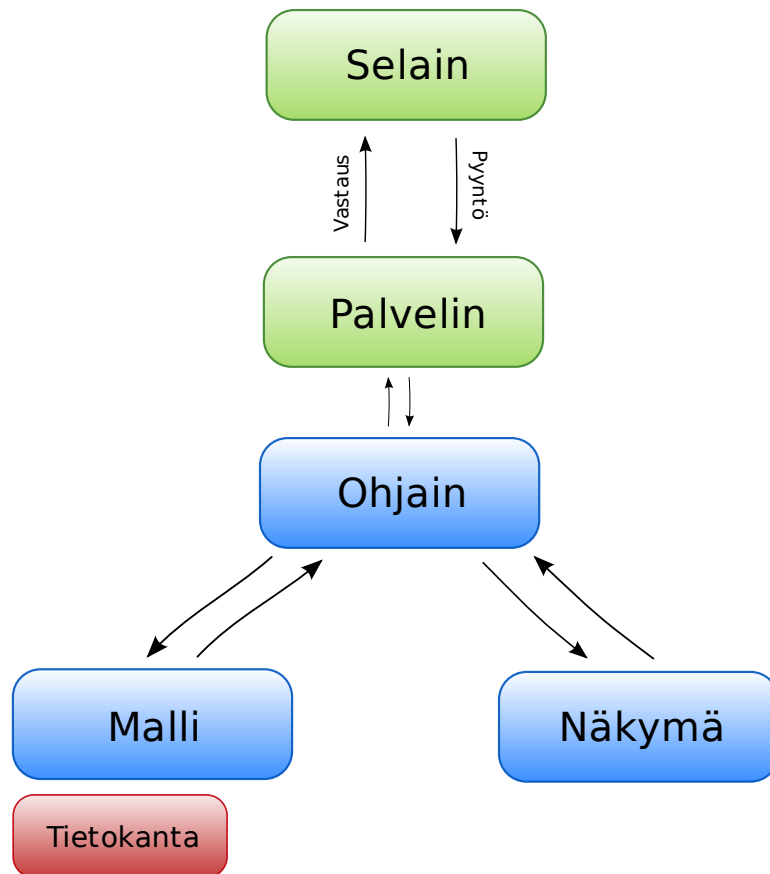 Selain
Vastaus
Pyyntö
Palvelin
Ohjain
Malli
Näkymä
Tietokanta